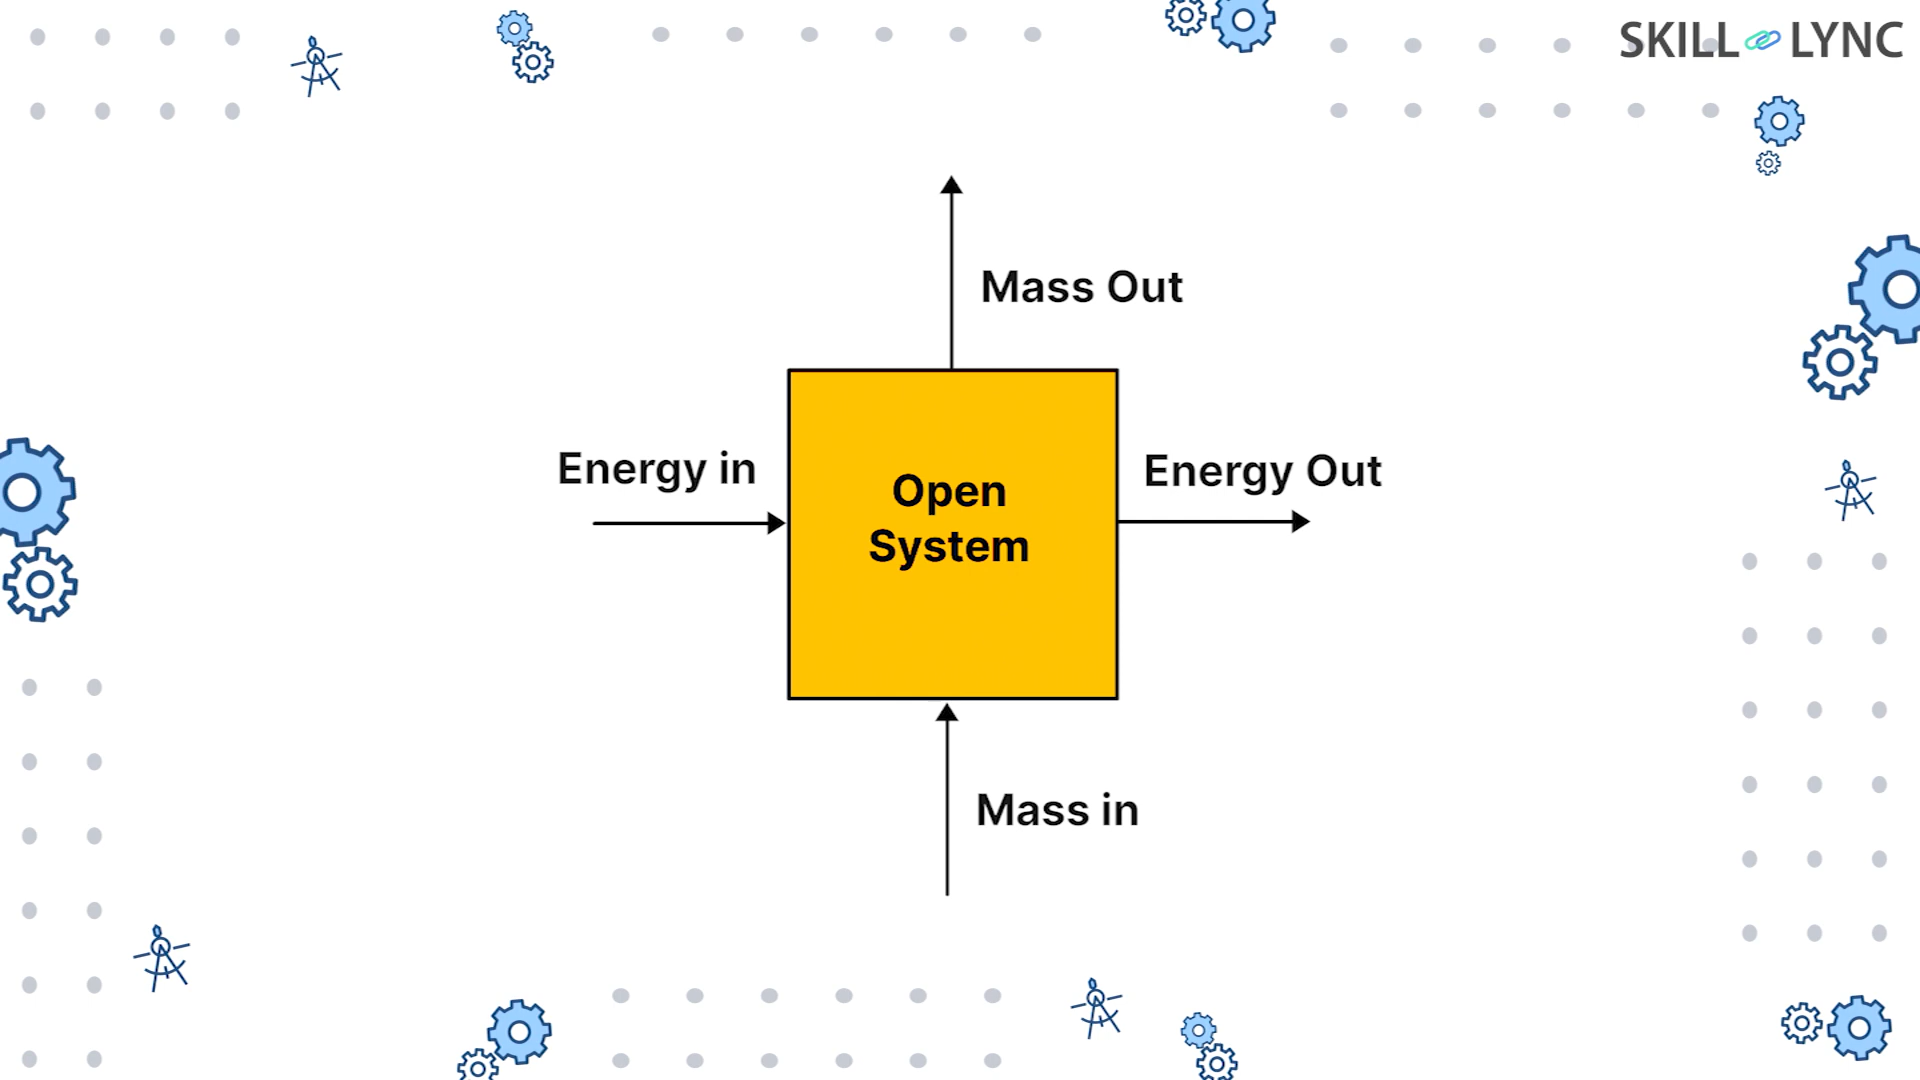 SKILL LYNC
Mass Out
Energy in
Energy Out
Open
System
Mass in